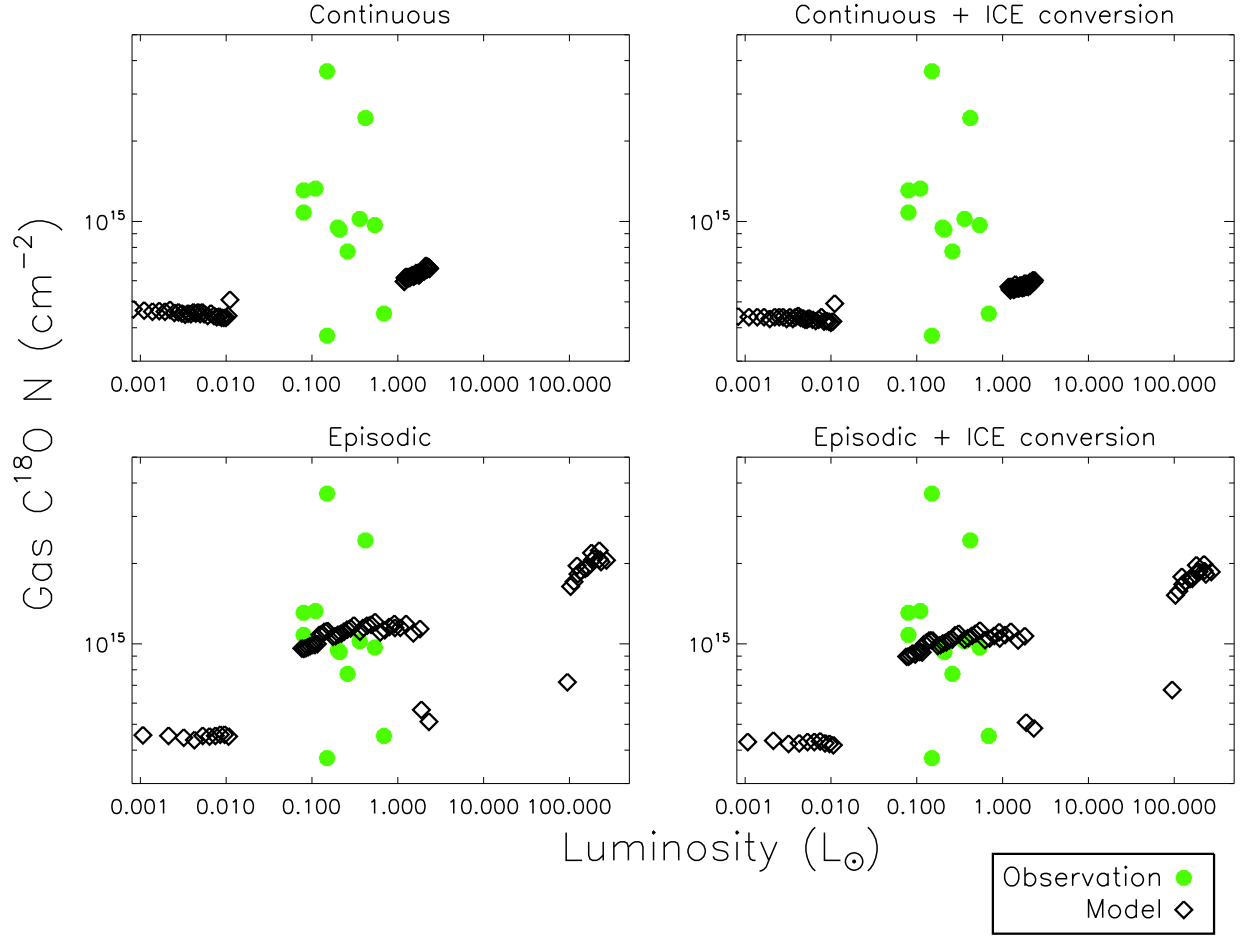 Continuous
Continuous + ICE conversion
10¹⁵
10¹⁵
0.001 0.010 0.100 1.000 10.000 100.000
0.001 0.010 0.100 1.000 10.000 100.000
Gas C¹⁸O N (cm⁻²)
Episodic
Episodic + ICE conversion
10¹⁵
10¹⁵
0.001 0.010 0.100 1.000 10.000 100.000
0.001 0.010 0.100 1.000 10.000 100.000
Luminosity (L☉)
Observation
Model